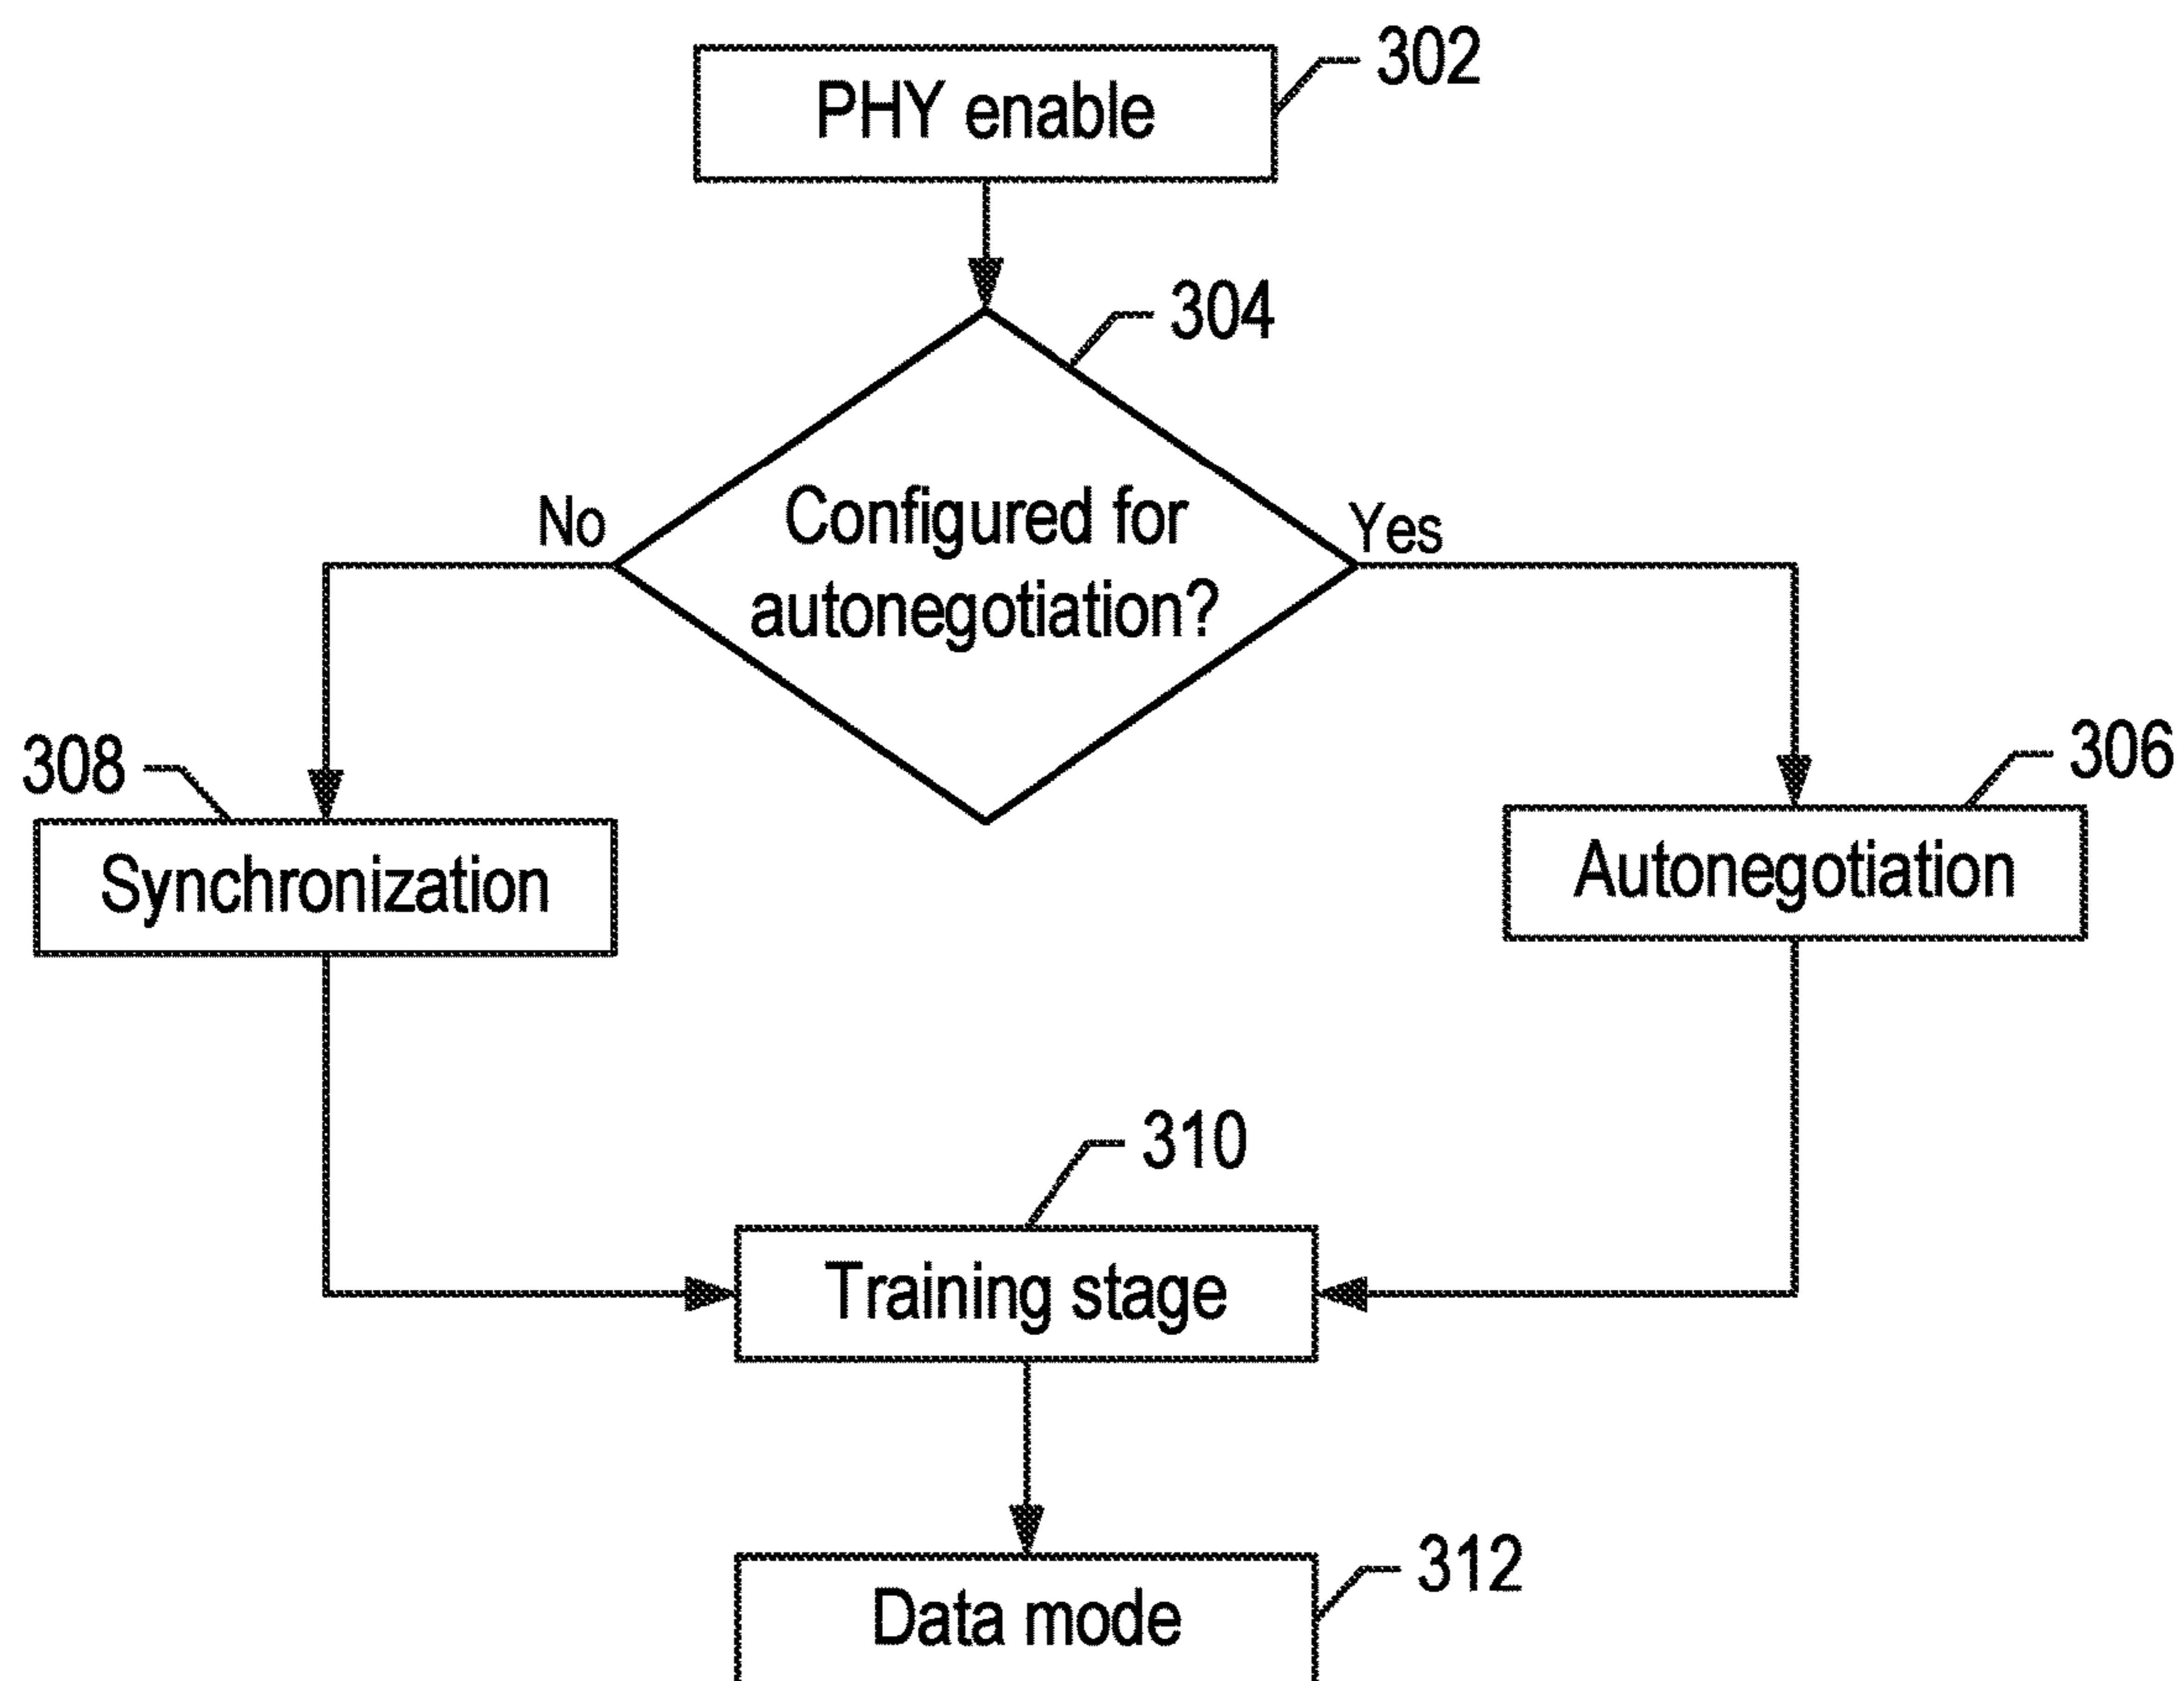 PHY enable
302
304
Configured for
autonegotiation?
No
Yes
308
Synchronization
306
Autonegotiation
310
Training stage
312
Data mode